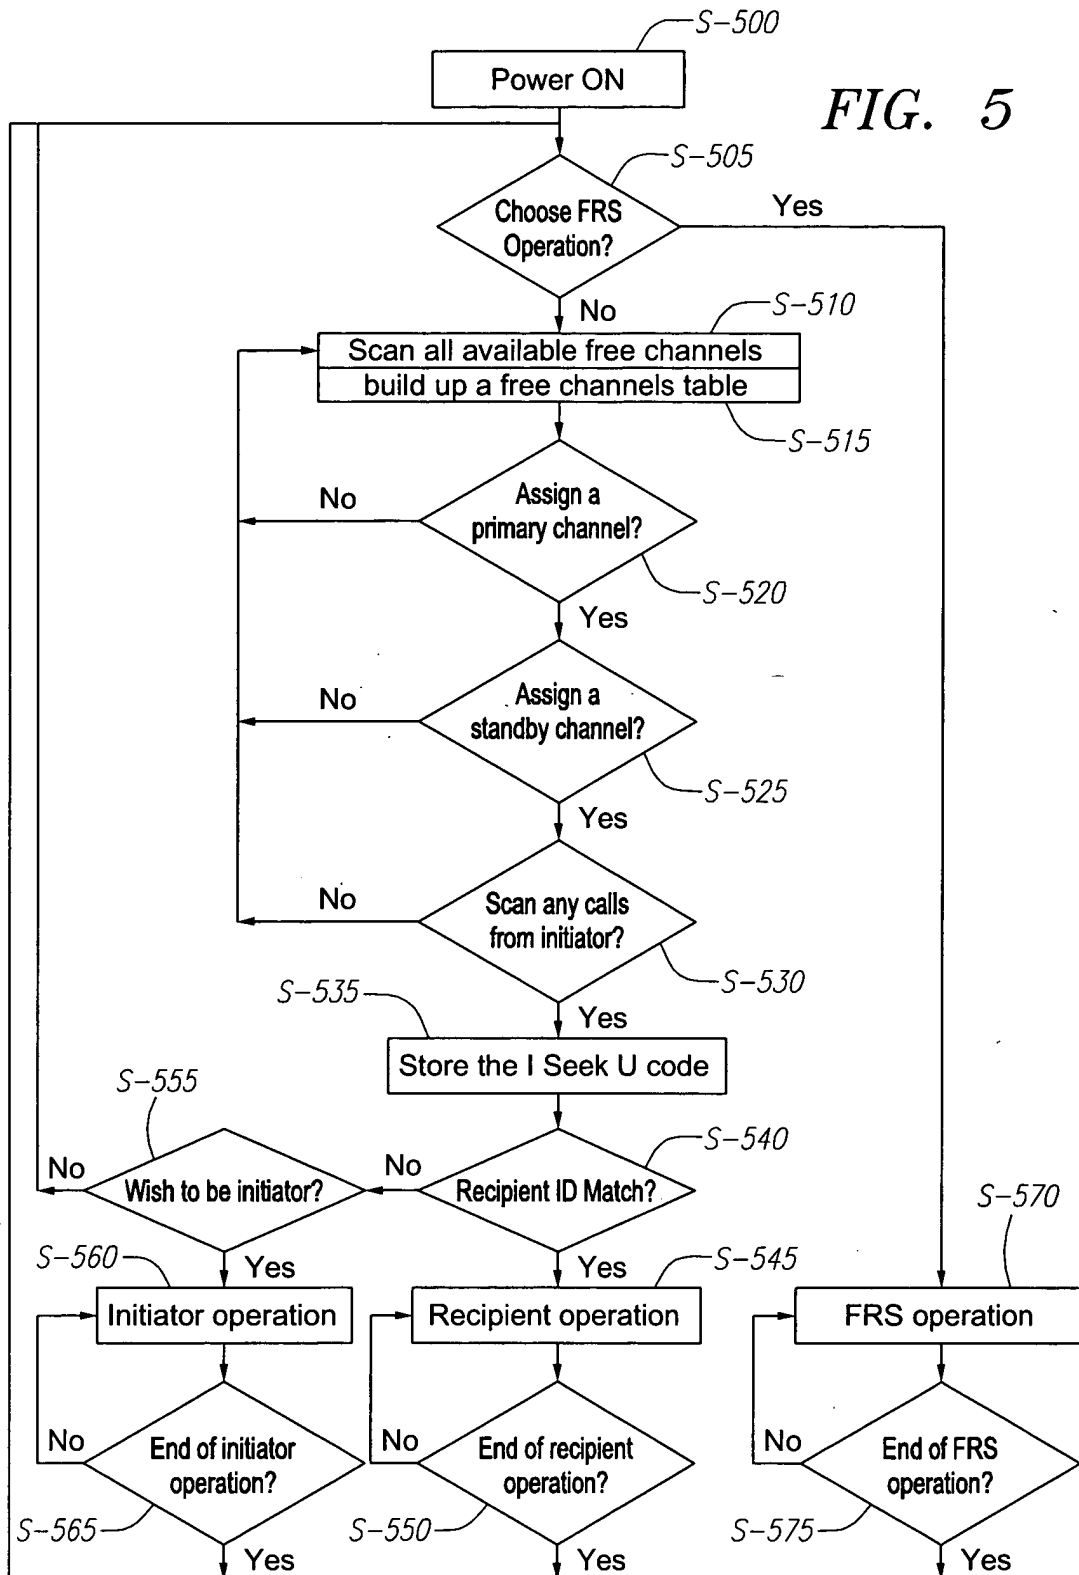 S-500
Power ON
FIG. 5
S-505
Choose FRS
Operation?
Yes
No
S-510
Scan all available free channels
build up a free channels table
S-515
No
Assign a
primary channel?
S-520
Yes
No
Assign a
standby channel?
S-525
Yes
No
Scan any calls
from initiator?
S-530
S-535
Yes
Store the I Seek U code
S-555
S-540
No
Wish to be initiator?
No
Recipient ID Match?
S-570
S-560
Yes
Yes
S-545
Initiator operation
Recipient operation
FRS operation
No
End of initiator
operation?
No
End of recipient
operation?
No
End of FRS
operation?
S-565
Yes
S-550
Yes
S-575
Yes